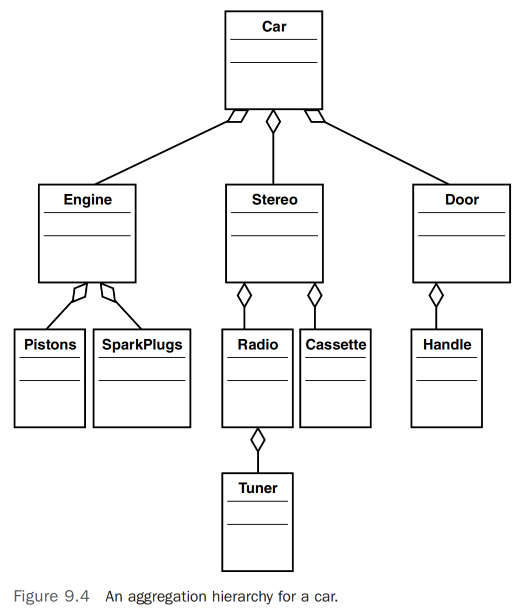 Car
Engine
Stereo
Door
Pistons
SparkPlugs
Radio
Cassette
Handle
Tuner
Figure 9.4 An aggregation hierarchy for a car.